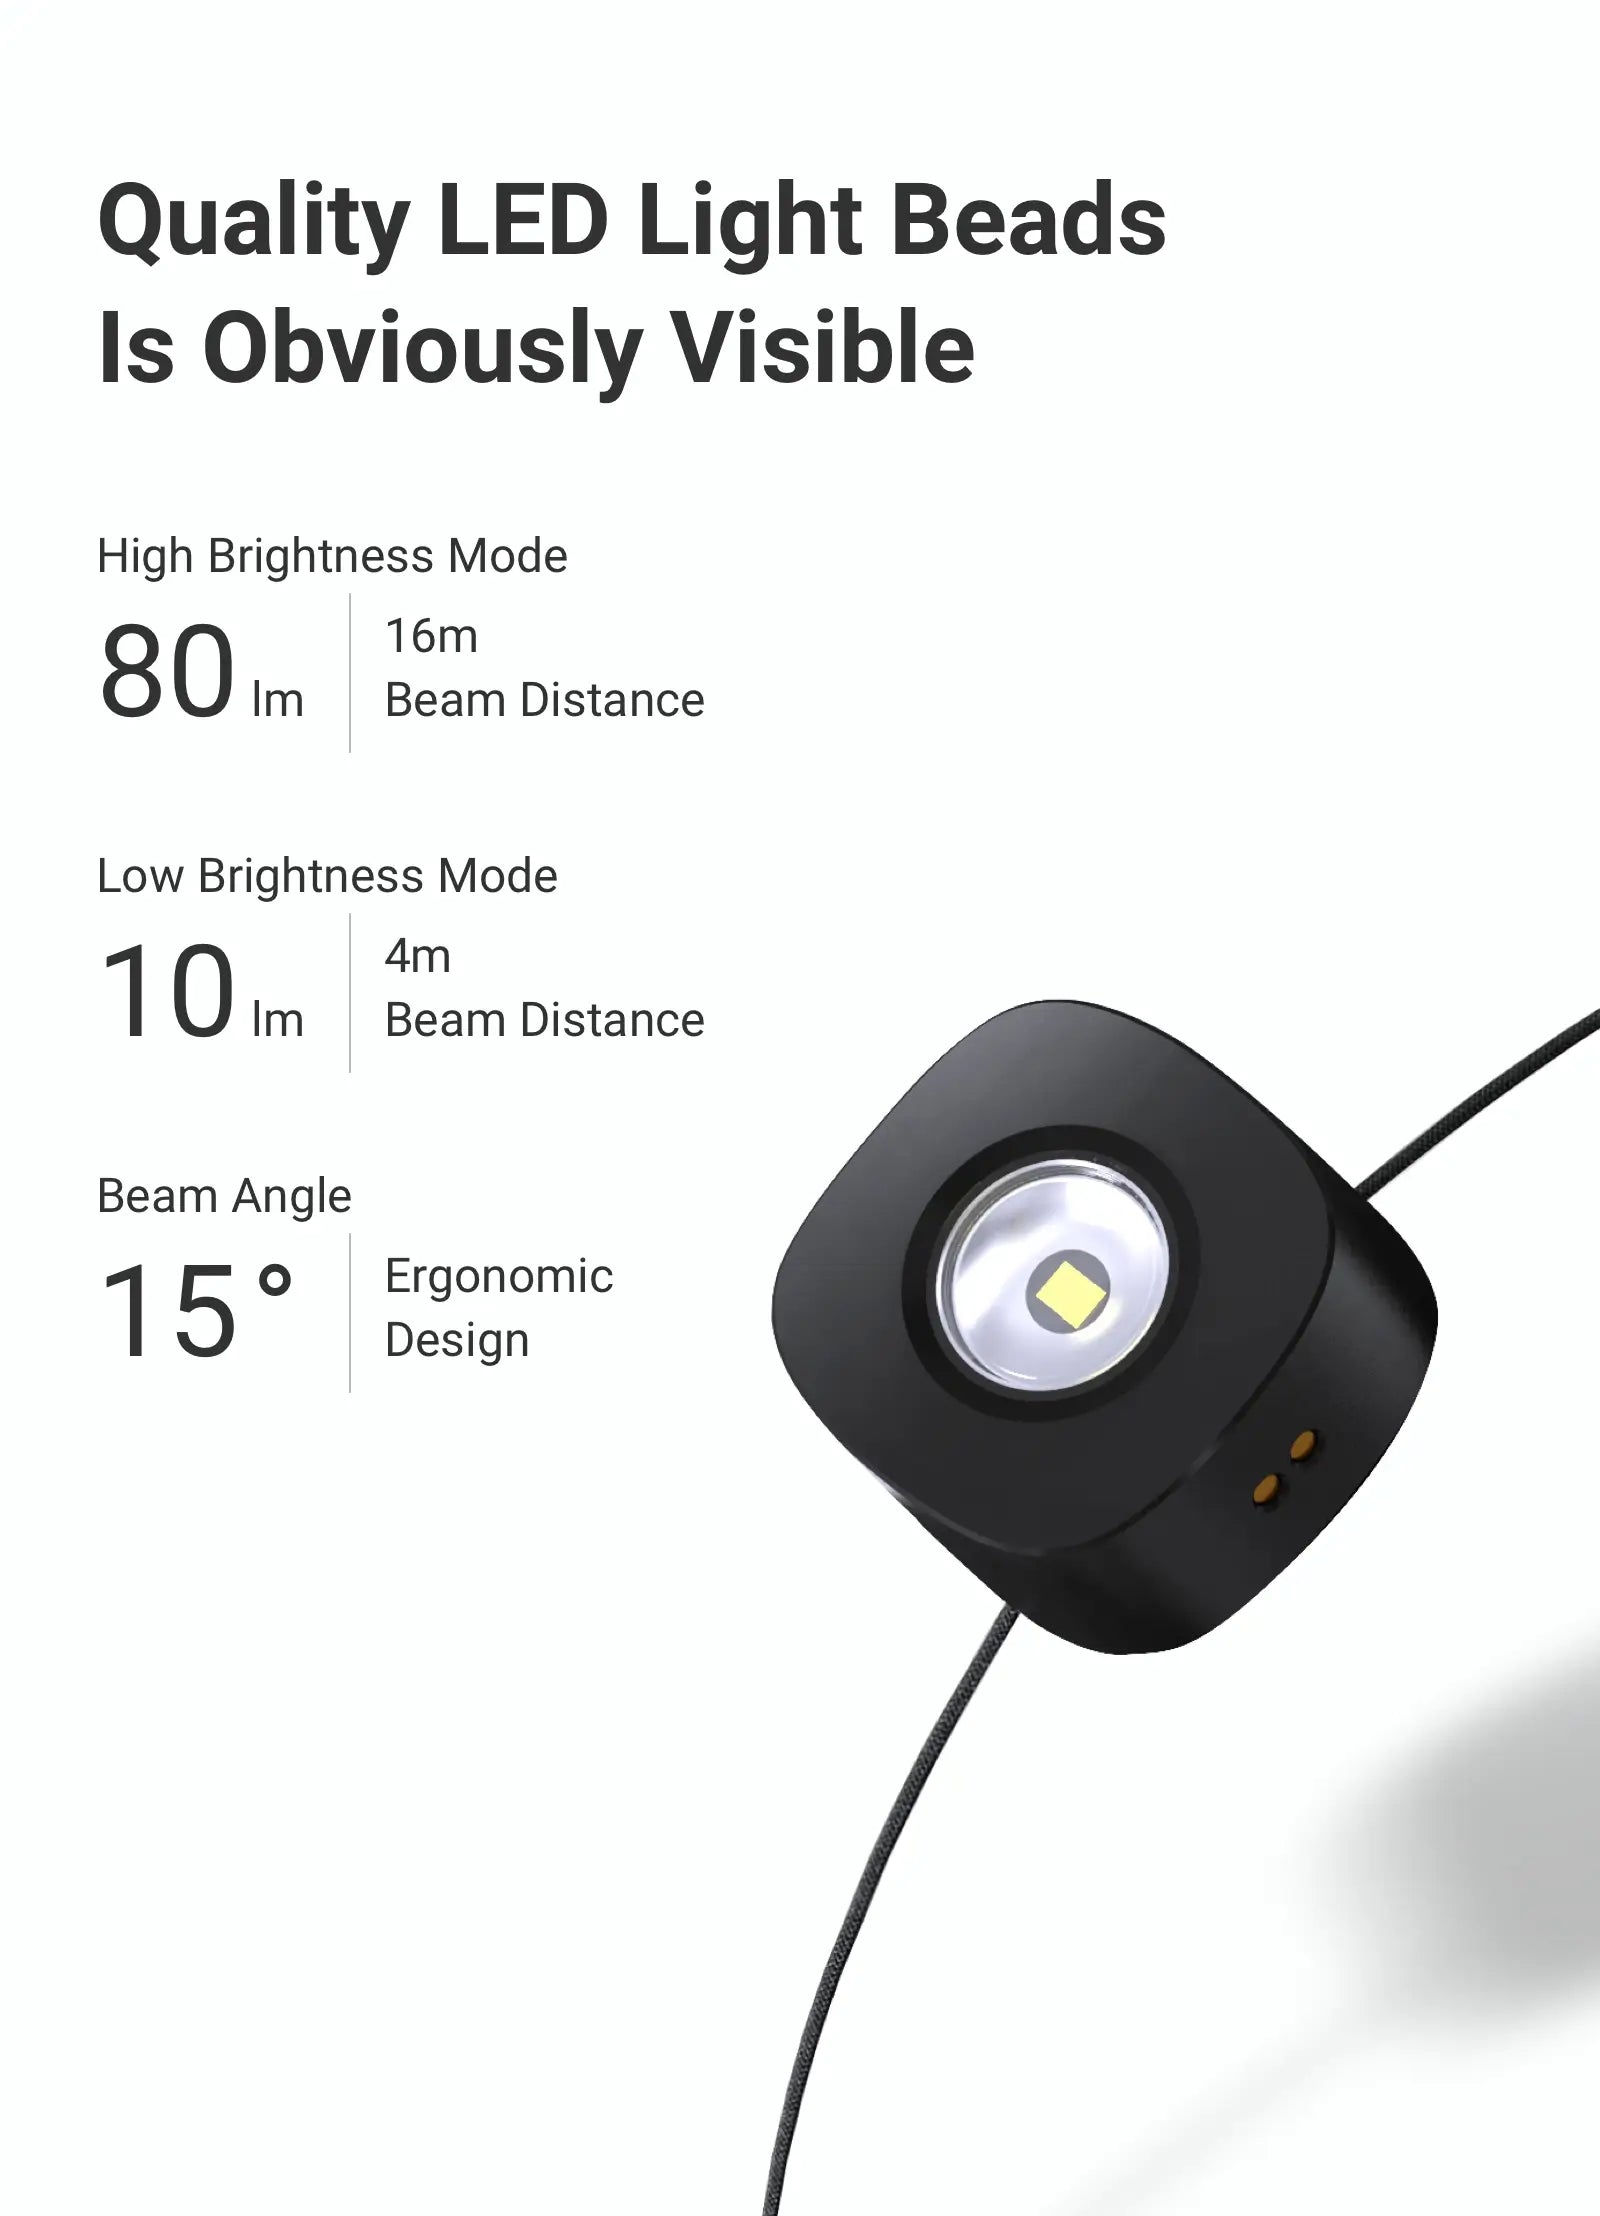 Quality LED Light Beads
Is Obviously Visible
High Brightness Mode
80 lm
16m
Beam Distance
Low Brightness Mode
10 lm
4m
Beam Distance
Beam Angle
15°
Ergonomic
Design